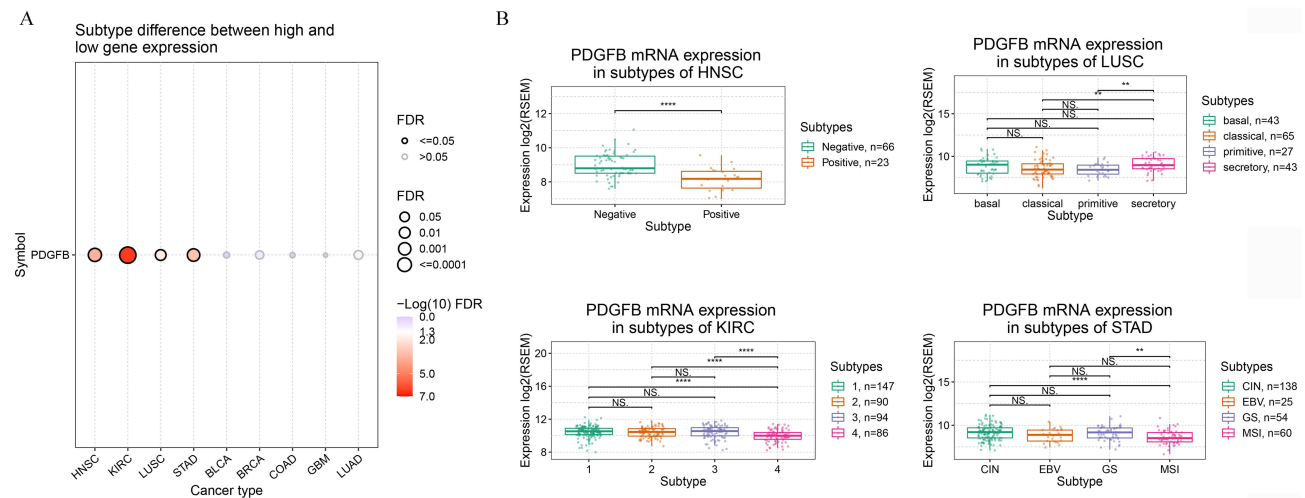 A
Subtype difference between high and
low gene expression
Symbol
PDGFB
HNSC
KIRC
LUSC
STAD
BLCA
BRCA
COAD
GBM
LUAD
Cancer type
FDR
<=0.05
>0.05
FDR
0.05
0.01
0.001
<=0.0001
−Log(10) FDR
0.0
1.3
2.0
5.0
7.0
B
PDGFB mRNA expression
in subtypes of HNSC
Expression log2(RSEM)
12
10
8
****
Negative
Positive
Subtype
Subtypes
Negative, n=66
Positive, n=23
PDGFB mRNA expression
in subtypes of LUSC
Expression log2(RSEM)
15
10
**
**
NS.
NS.
NS.
NS.
basal
classical
primitive
secretory
Subtype
Subtypes
basal, n=43
classical, n=65
primitive, n=27
secretory, n=43
PDGFB mRNA expression
in subtypes of KIRC
Expression log2(RSEM)
20
16
12
8
****
****
NS.
****
NS.
NS.
1
2
3
4
Subtype
Subtypes
1, n=147
2, n=90
3, n=94
4, n=86
PDGFB mRNA expression
in subtypes of STAD
Expression log2(RSEM)
15
10
**
NS.
NS.
****
NS.
NS.
CIN
EBV
GS
MSI
Subtype
Subtypes
CIN, n=138
EBV, n=25
GS, n=54
MSI, n=60